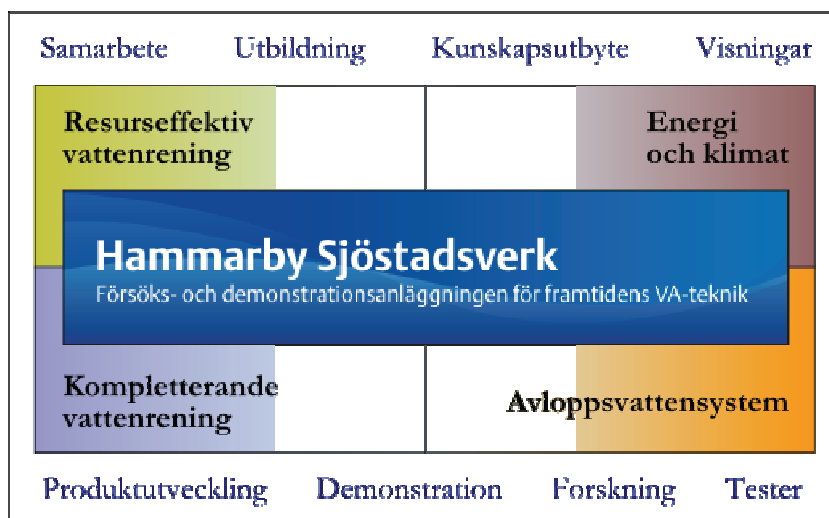 Samarbete Utbildning Kunskapsutbyte Visningar
Resurseffektiv
vattenrening
Energi
och klimat
Hammarby Sjöstadsverk
Försöks- och demonstrationsanläggningen för framtidens VA-teknik
Kompletterande
vattenrening
Avloppsvattensystem
Produktutveckling Demonstration Forskning Tester